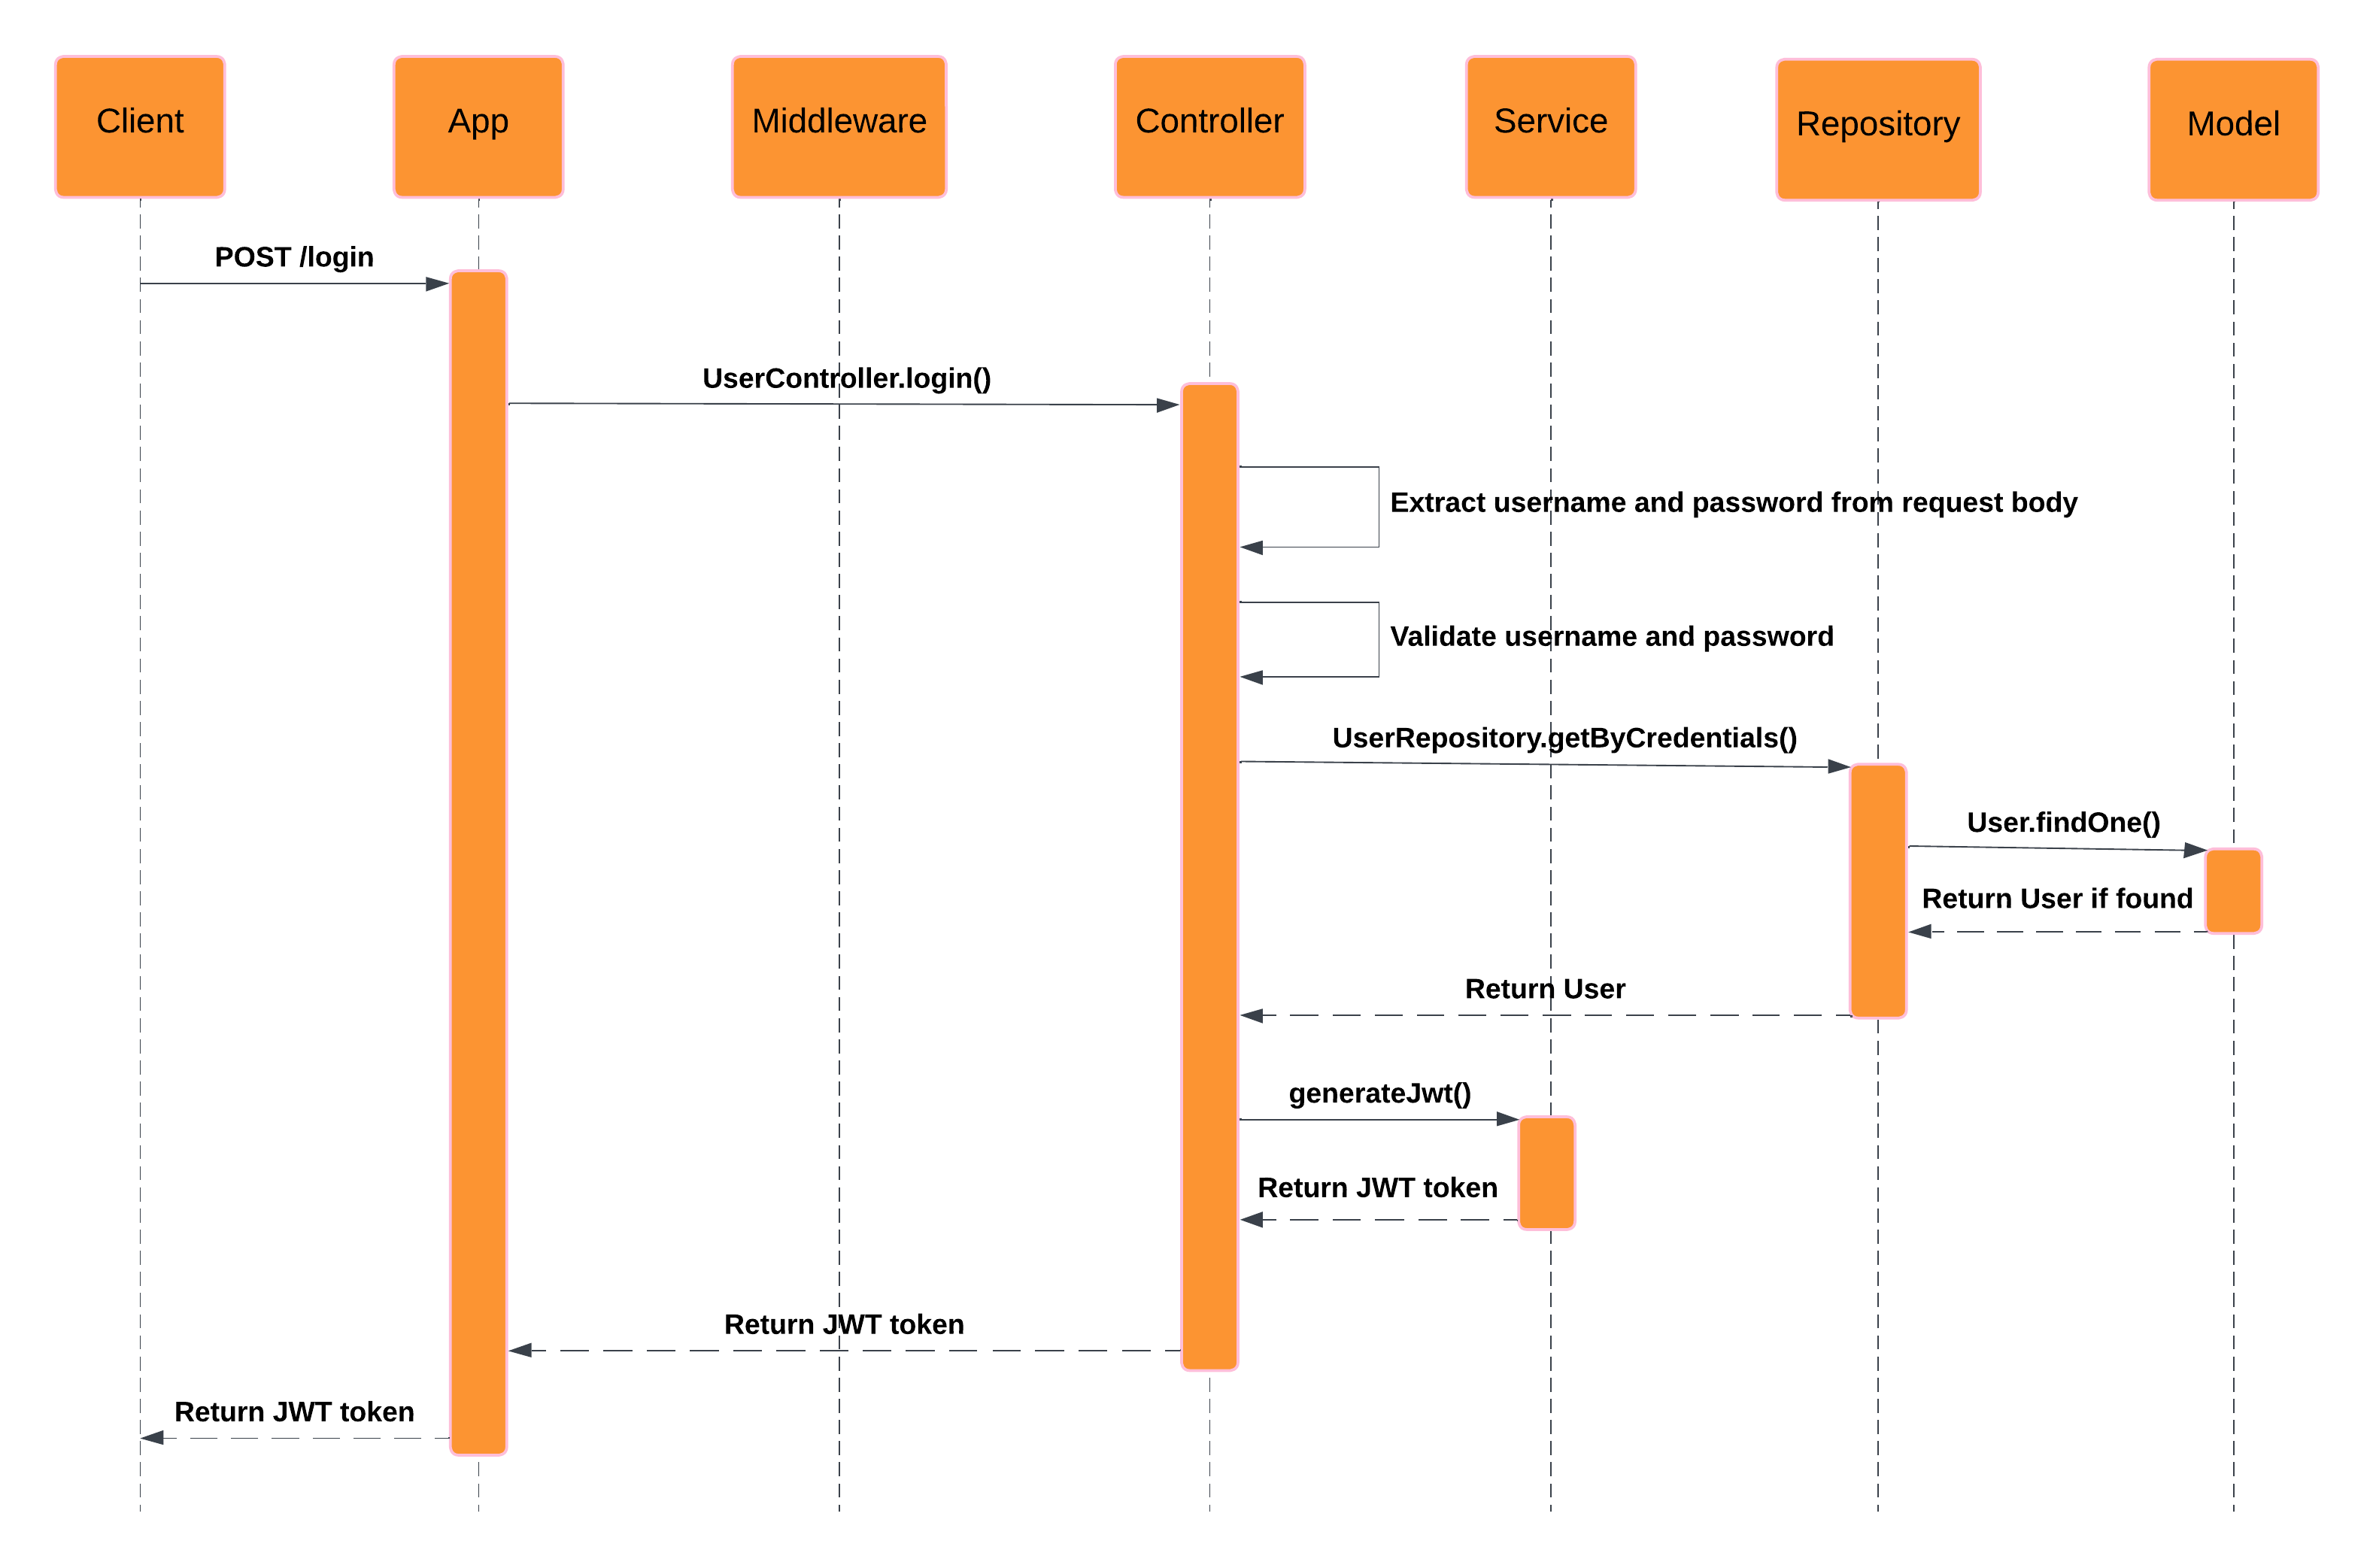 Client
App
Middleware
Controller
Service
Repository
Model
POST /login
UserController.login()
Extract username and password from request body
Validate username and password
UserRepository.getByCredentials()
User.findOne()
Return User if found
Return User
generateJwt()
Return JWT token
Return JWT token
Return JWT token